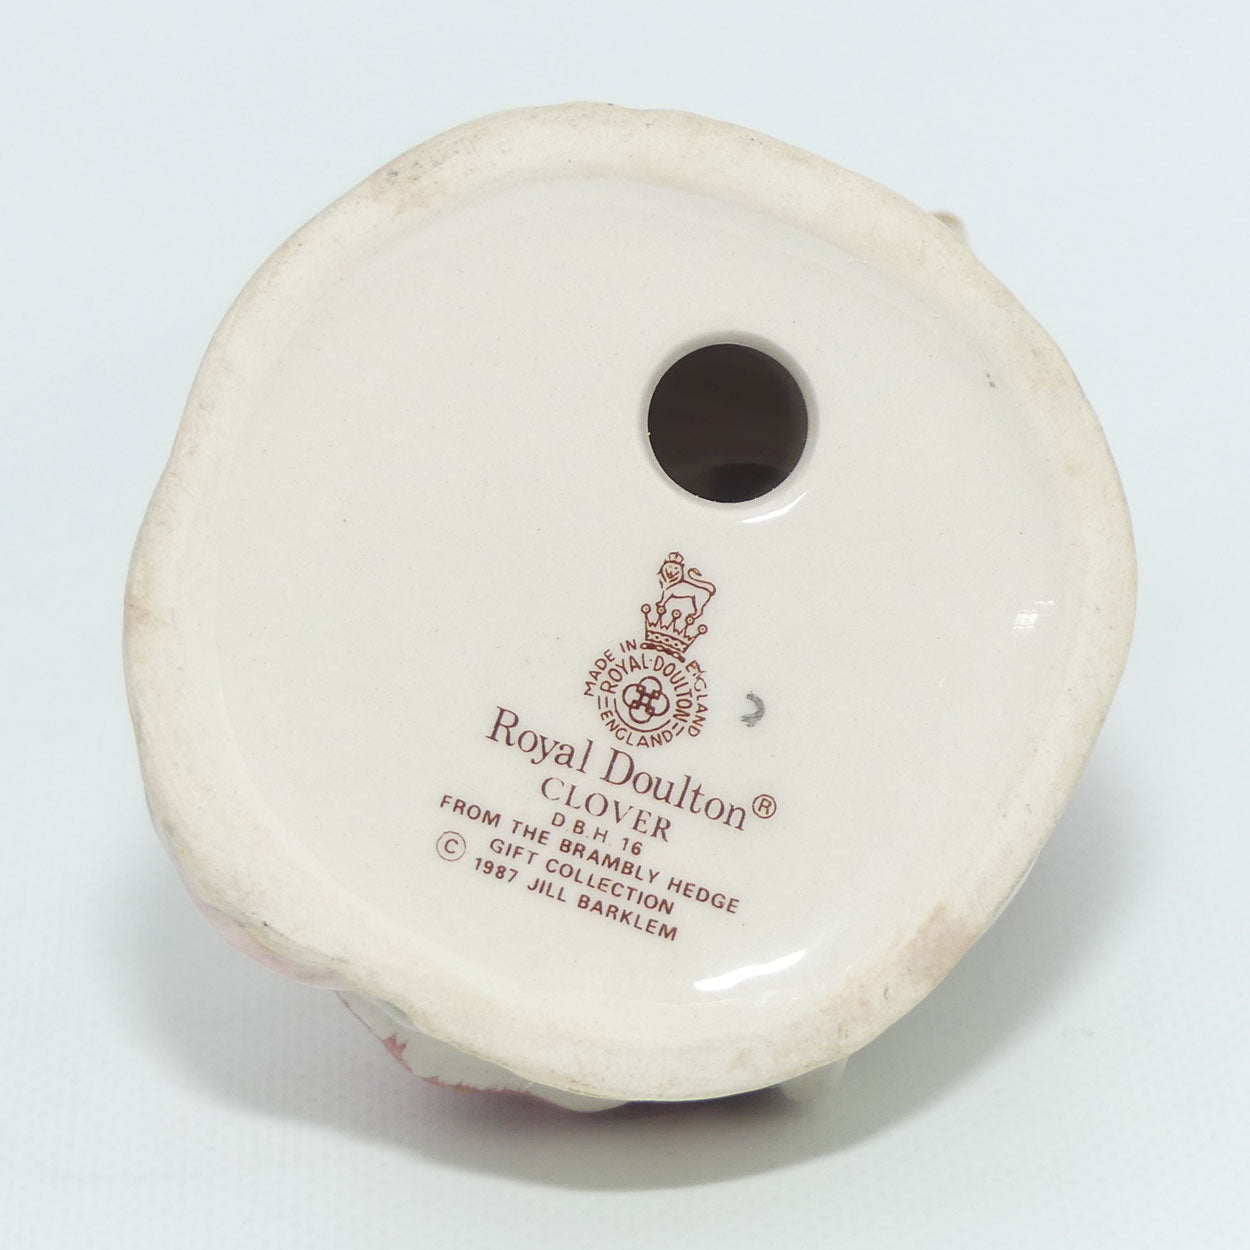 MADE IN ENGLAND
ROYAL·DOULTON
ENGLAND
Royal Doulton®
CLOVER
D.B.H. 16
FROM THE BRAMBLY HEDGE
GIFT COLLECTION
© 1987 JILL BARKLEM